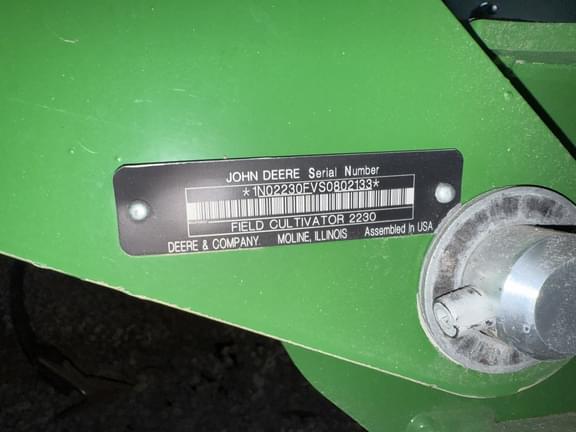 JOHN DEERE Serial Number
*1N02230FVS0802133*
FIELD CULTIVATOR 2230
DEERE & COMPANY. MOLINE, ILLINOIS Assembled In USA